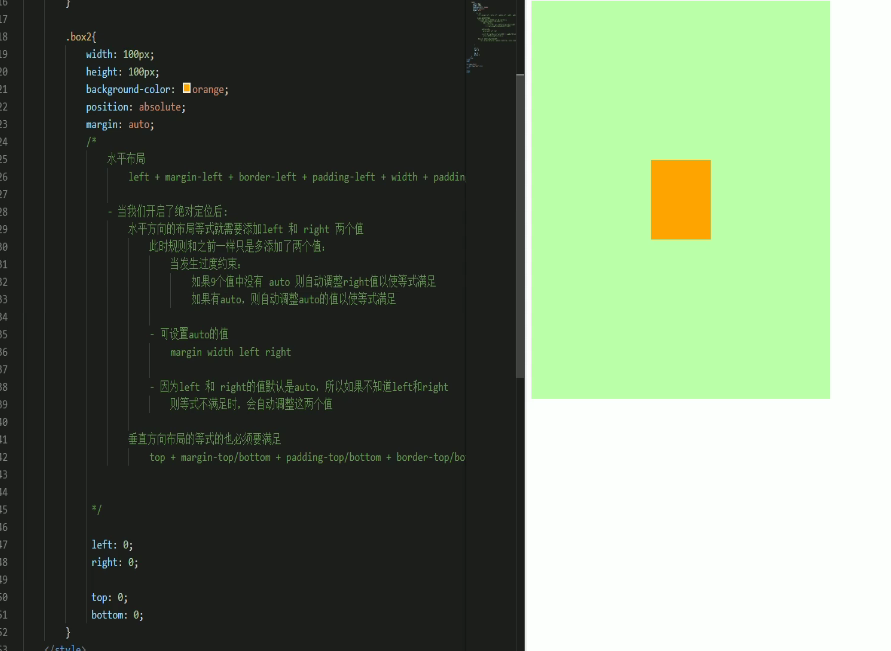 16 }
17
18 .box2{
19 width: 100px;
20 height: 100px;
21 background-color: orange;
22 position: absolute;
23 margin: auto;
24 /*
25 水平布局
26 left + margin-left + border-left + padding-left + width + paddin
27
28 - 当我们开启了绝对定位后:
29 水平方向的布局等式就需要添加left 和 right 两个值
30 此时规则和之前一样只是多添加了两个值:
31 当发生过度约束:
32 如果9个值中没有 auto 则自动调整right值以使等式满足
33 如果有auto，则自动调整auto的值以使等式满足
34
35 - 可设置auto的值
36 margin width left right
37
38 - 因为left 和 right的值默认是auto，所以如果不知道left和right
39 则等式不满足时，会自动调整这两个值
40
41 垂直方向布局的等式的也必须要满足
42 top + margin-top/bottom + padding-top/bottom + border-top/bo
43
44
45 */
46
47 left: 0;
48 right: 0;
49
50 top: 0;
51 bottom: 0;
52 }
53 </style>